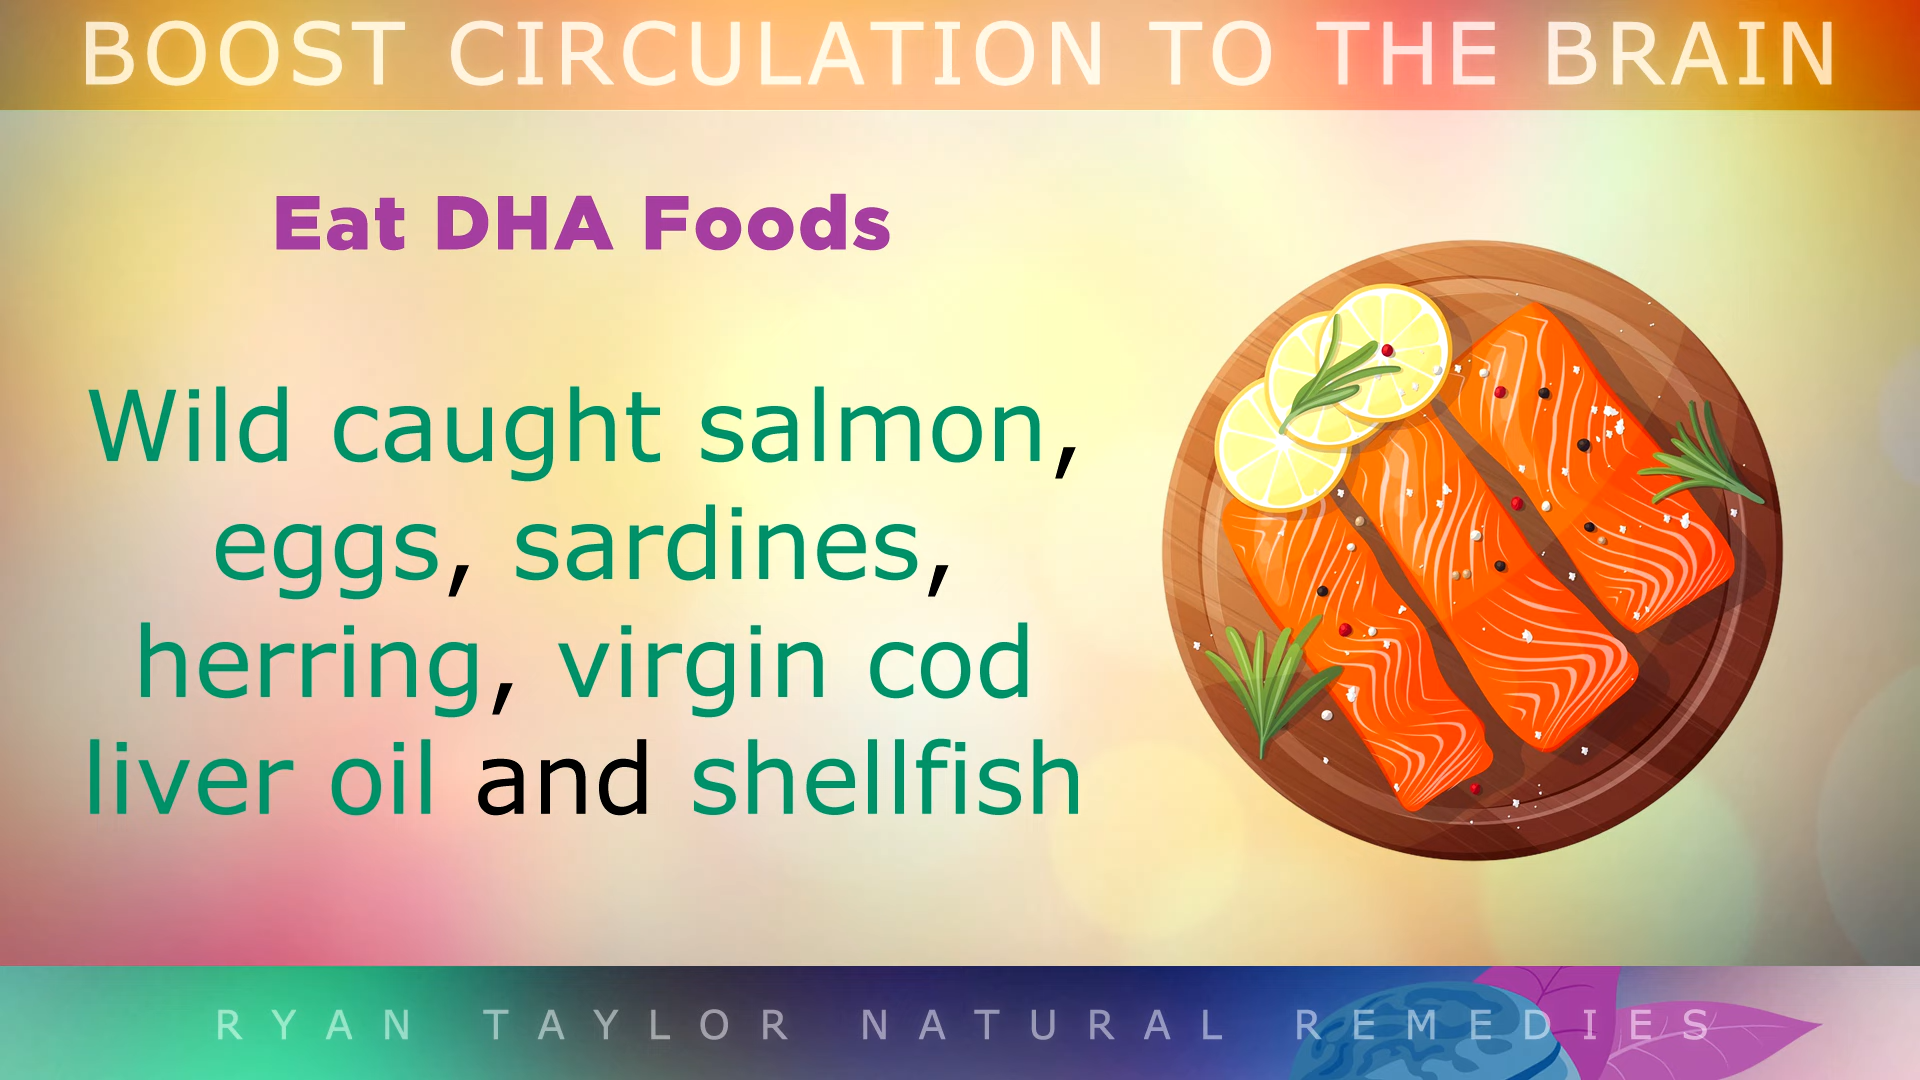 BOOST CIRCULATION TO THE BRAIN
Eat DHA Foods
Wild caught salmon,
eggs, sardines,
herring, virgin cod
liver oil and shellfish
RYAN TAYLOR NATURAL REMEDIES